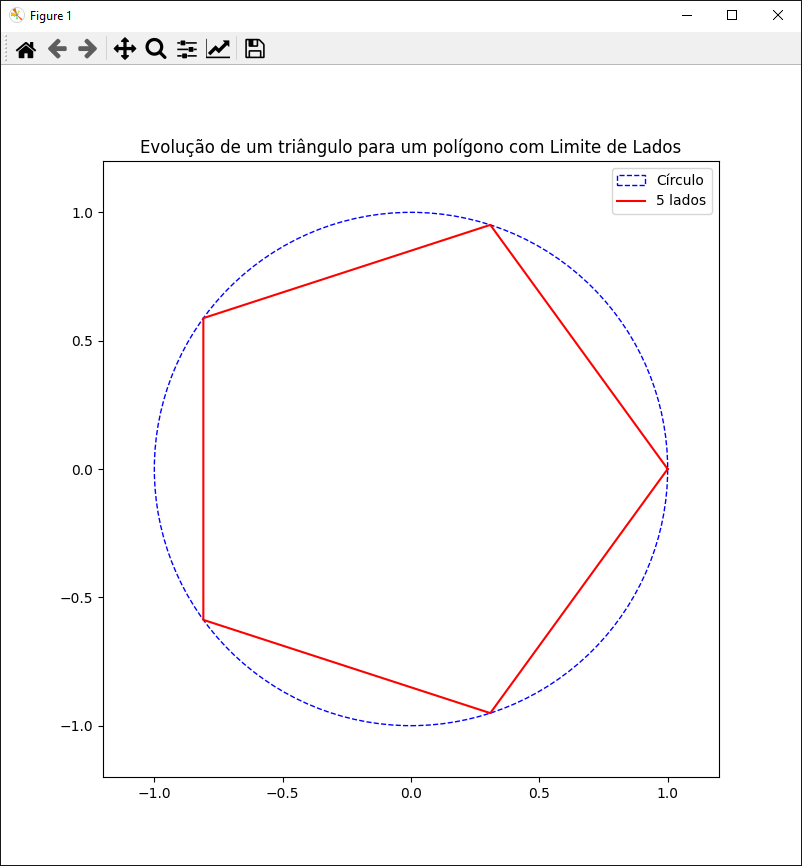 Figure 1
Evolução de um triângulo para um polígono com Limite de Lados
Círculo
5 lados
1.0
0.5
0.0
−0.5
−1.0
−1.0 −0.5 0.0 0.5 1.0